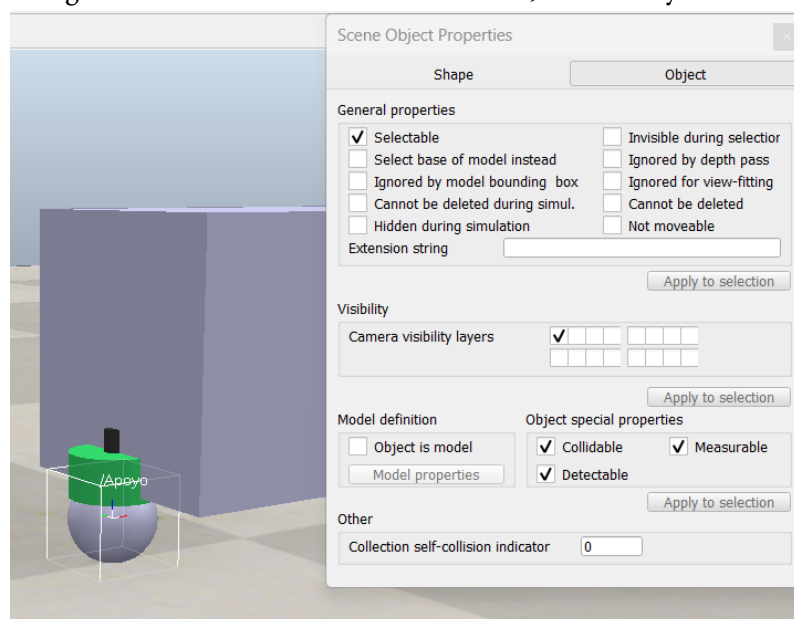 Scene Object Properties
Shape Object
General properties
Selectable Invisible during selection
Select base of model instead Ignored by depth pass
Ignored by model bounding box Ignored for view-fitting
Cannot be deleted during simul. Cannot be deleted
Hidden during simulation Not moveable
Extension string
Apply to selection
Visibility
Camera visibility layers
Apply to selection
Model definition Object special properties
Object is model Collidable Measurable
Model properties Detectable
Apply to selection
Other
Collection self-collision indicator 0
/Apoyo